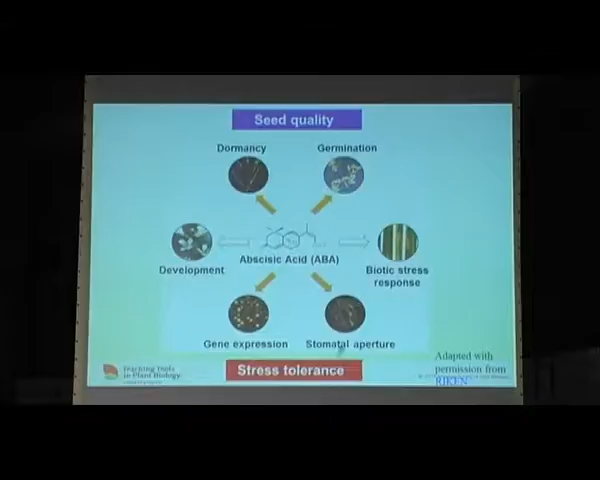 Seed quality
Dormancy
Germination
Development
Abscisic Acid (ABA)
Biotic stress
response
Gene expression
Stomatal aperture
Stress tolerance
Teaching Tools
in Plant Biology
Adapted with
permission from
RIKEN